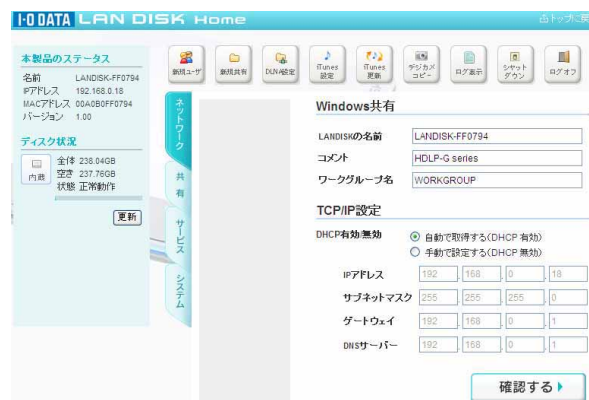 I-O DATA LAN DISK Home
トップに戻
本製品のステータス
名前 LANDISK-FF0794
IPアドレス 192.168.0.18
MACアドレス 00A0B0FF0794
バージョン 1.00
ディスク状況
内蔵
全体 238.04GB
空き 237.76GB
状態 正常動作
更新
新規ユーザ
新規共有
DLNA設定
iTunes 設定
iTunes 更新
デジカメ コピー
ログ表示
シャット ダウン
ログオフ
ネットワーク
共有
サービス
システム
Windows共有
LANDISKの名前 LANDISK-FF0794
コメント HDLP-G series
ワークグループ名 WORKGROUP
TCP/IP設定
DHCP有効/無効 自動で取得する(DHCP 有効)
手動で設定する(DHCP 無効)
IPアドレス 192 . 168 . 0 . 18
サブネットマスク 255 . 255 . 255 . 0
ゲートウェイ 192 . 168 . 0 . 1
DNSサーバー 192 . 168 . 0 . 1
確認する